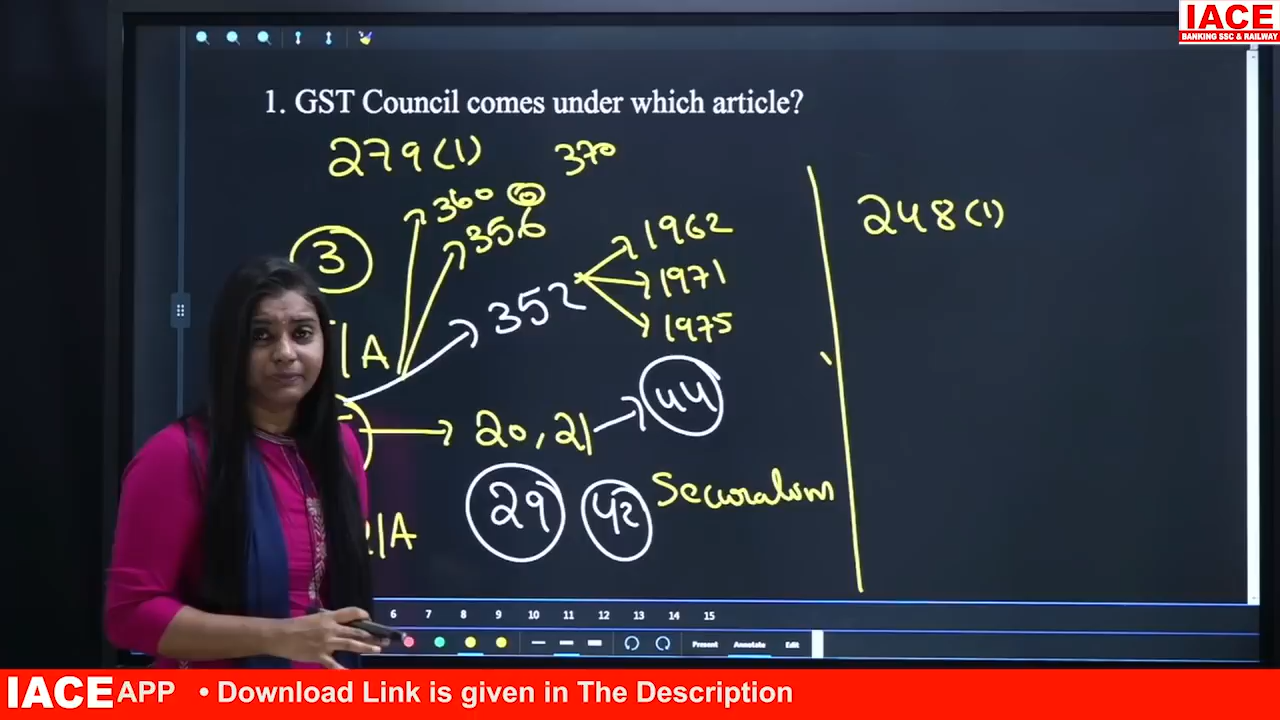 IACE
BANKING SSC & RAILWAY
1. GST Council comes under which article?
279(1)
370
360
356
3
352
1962
1971
1975
248(1)
A
20, 21
44
29
42
Secularism
A
6 7 8 9 10 11 12 13 14 15
Present Annotate Edit
IACE APP • Download Link is given in The Description